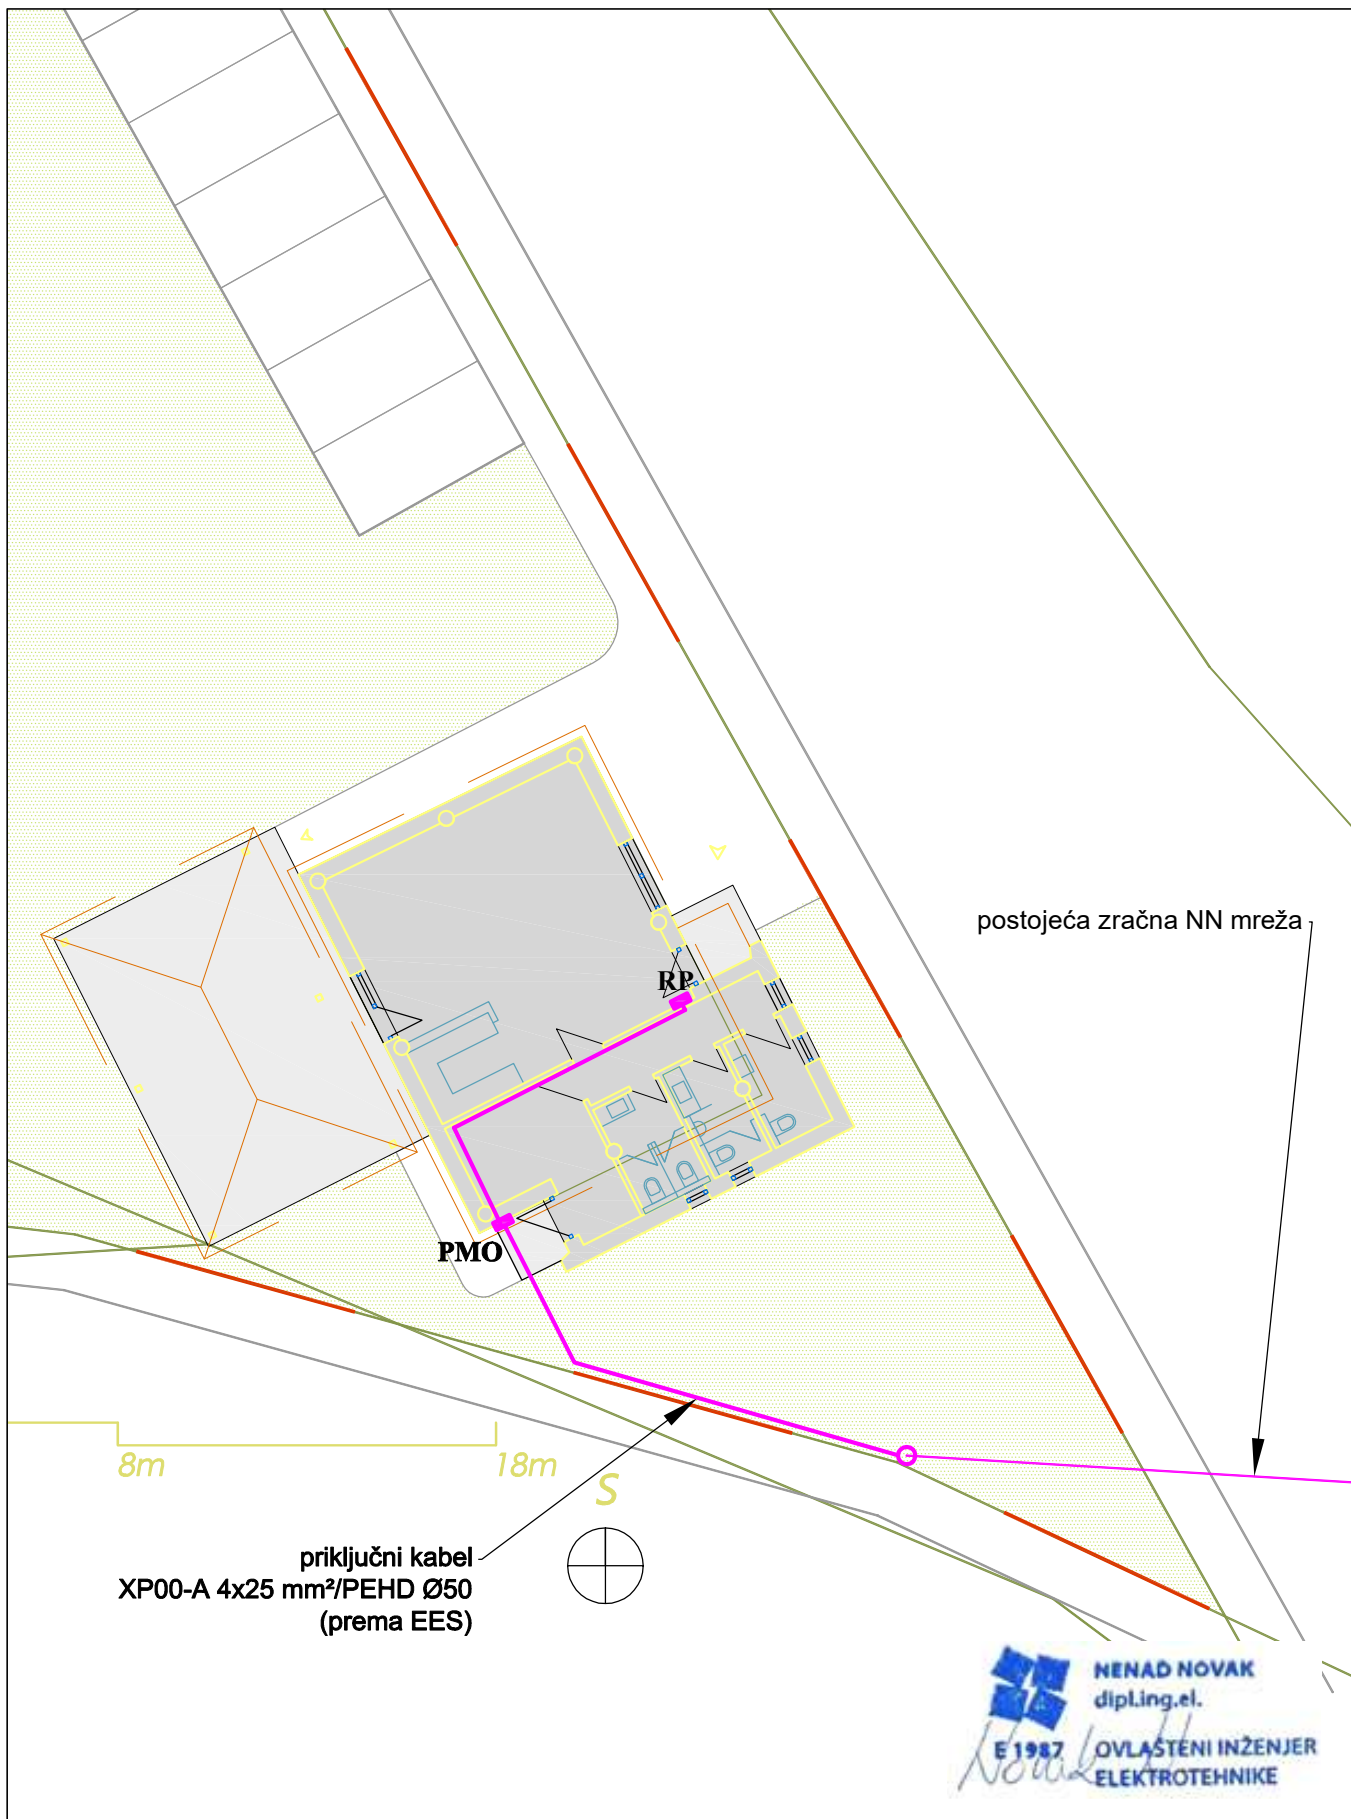 postojeća zračna NN mreža
RP
PMO
8m
18m
S
priključni kabel
XP00-A 4x25 mm²/PEHD Ø50
(prema EES)
NENAD NOVAK
dipl.ing.el.
E 1987
OVLAŠTENI INŽENJER
ELEKTROTEHNIKE